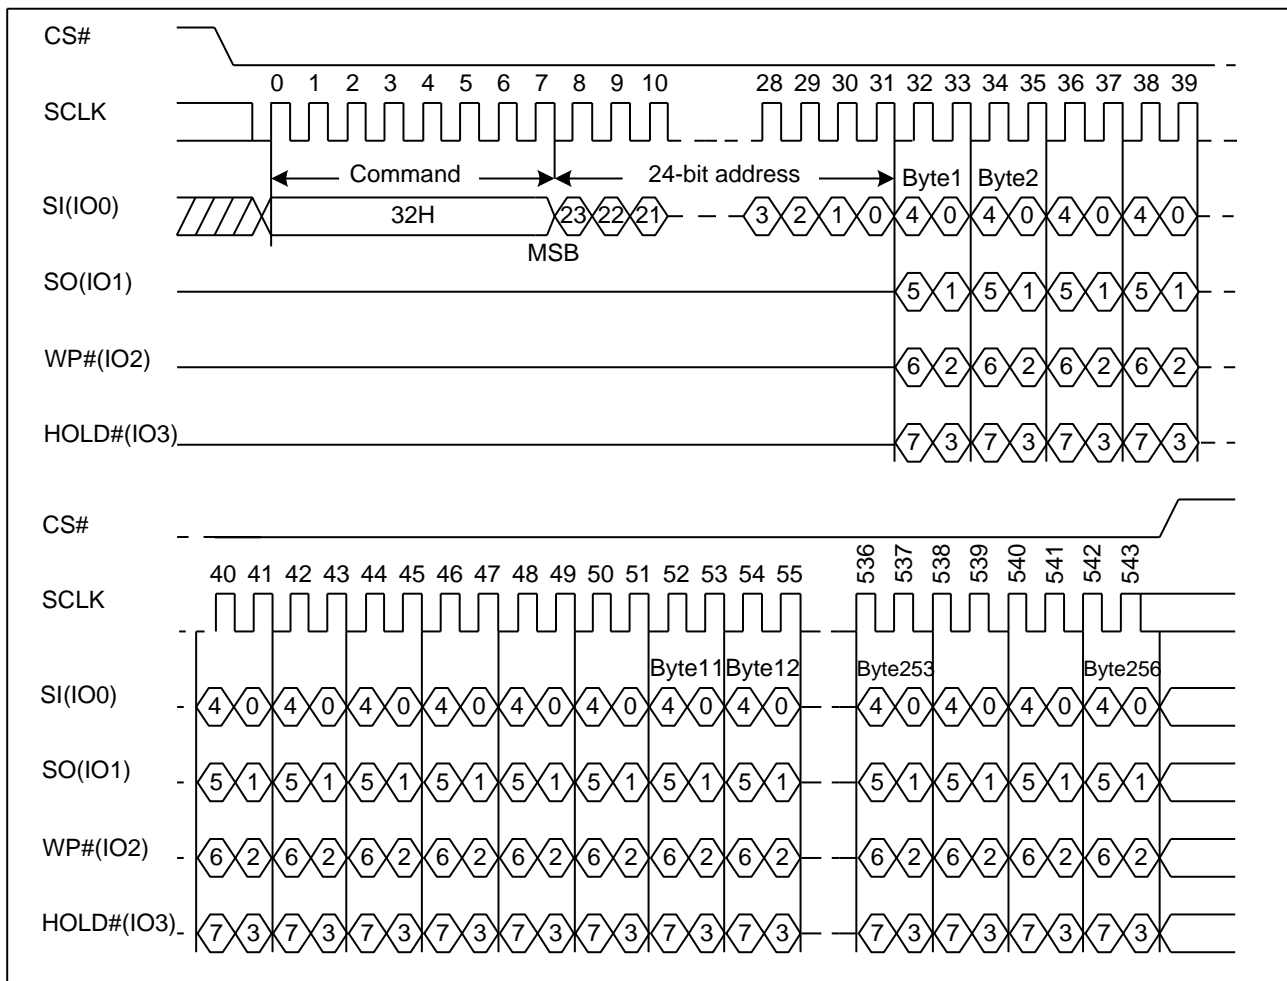 CS#
0 1 2 3 4 5 6 7 8 9 10 28 29 30 31 32 33 34 35 36 37 38 39
SCLK
Command 24-bit address Byte1 Byte2
SI(IO0) 32H 23 22 21 3 2 1 0 4 0 4 0 4 0 4 0
MSB
SO(IO1) 5 1 5 1 5 1 5 1
WP#(IO2) 6 2 6 2 6 2 6 2
HOLD#(IO3) 7 3 7 3 7 3 7 3
CS#
40 41 42 43 44 45 46 47 48 49 50 51 52 53 54 55 536 537 538 539 540 541 542 543
SCLK
Byte11 Byte12 Byte253 Byte256
SI(IO0) 4 0 4 0 4 0 4 0 4 0 4 0 4 0 4 0 4 0 4 0 4 0 4 0
SO(IO1) 5 1 5 1 5 1 5 1 5 1 5 1 5 1 5 1 5 1 5 1 5 1 5 1
WP#(IO2) 6 2 6 2 6 2 6 2 6 2 6 2 6 2 6 2 6 2 6 2 6 2 6 2
HOLD#(IO3) 7 3 7 3 7 3 7 3 7 3 7 3 7 3 7 3 7 3 7 3 7 3 7 3